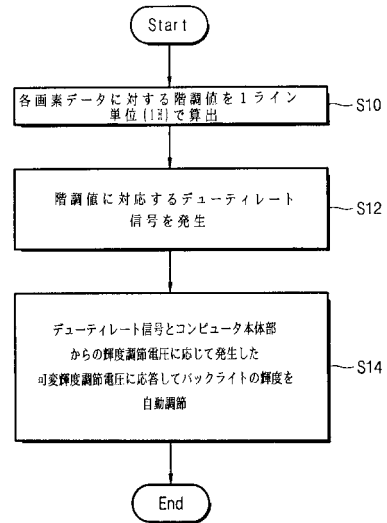 Start
各画素データに対する階調値を1ライン
単位(1H)で算出
S10
階調値に対応するデューティレート
信号を発生
S12
デューティレート信号とコンピュータ本体部
からの輝度調節電圧に応じて発生した
可変輝度調節電圧に応答してバックライトの輝度を
自動調節
S14
End